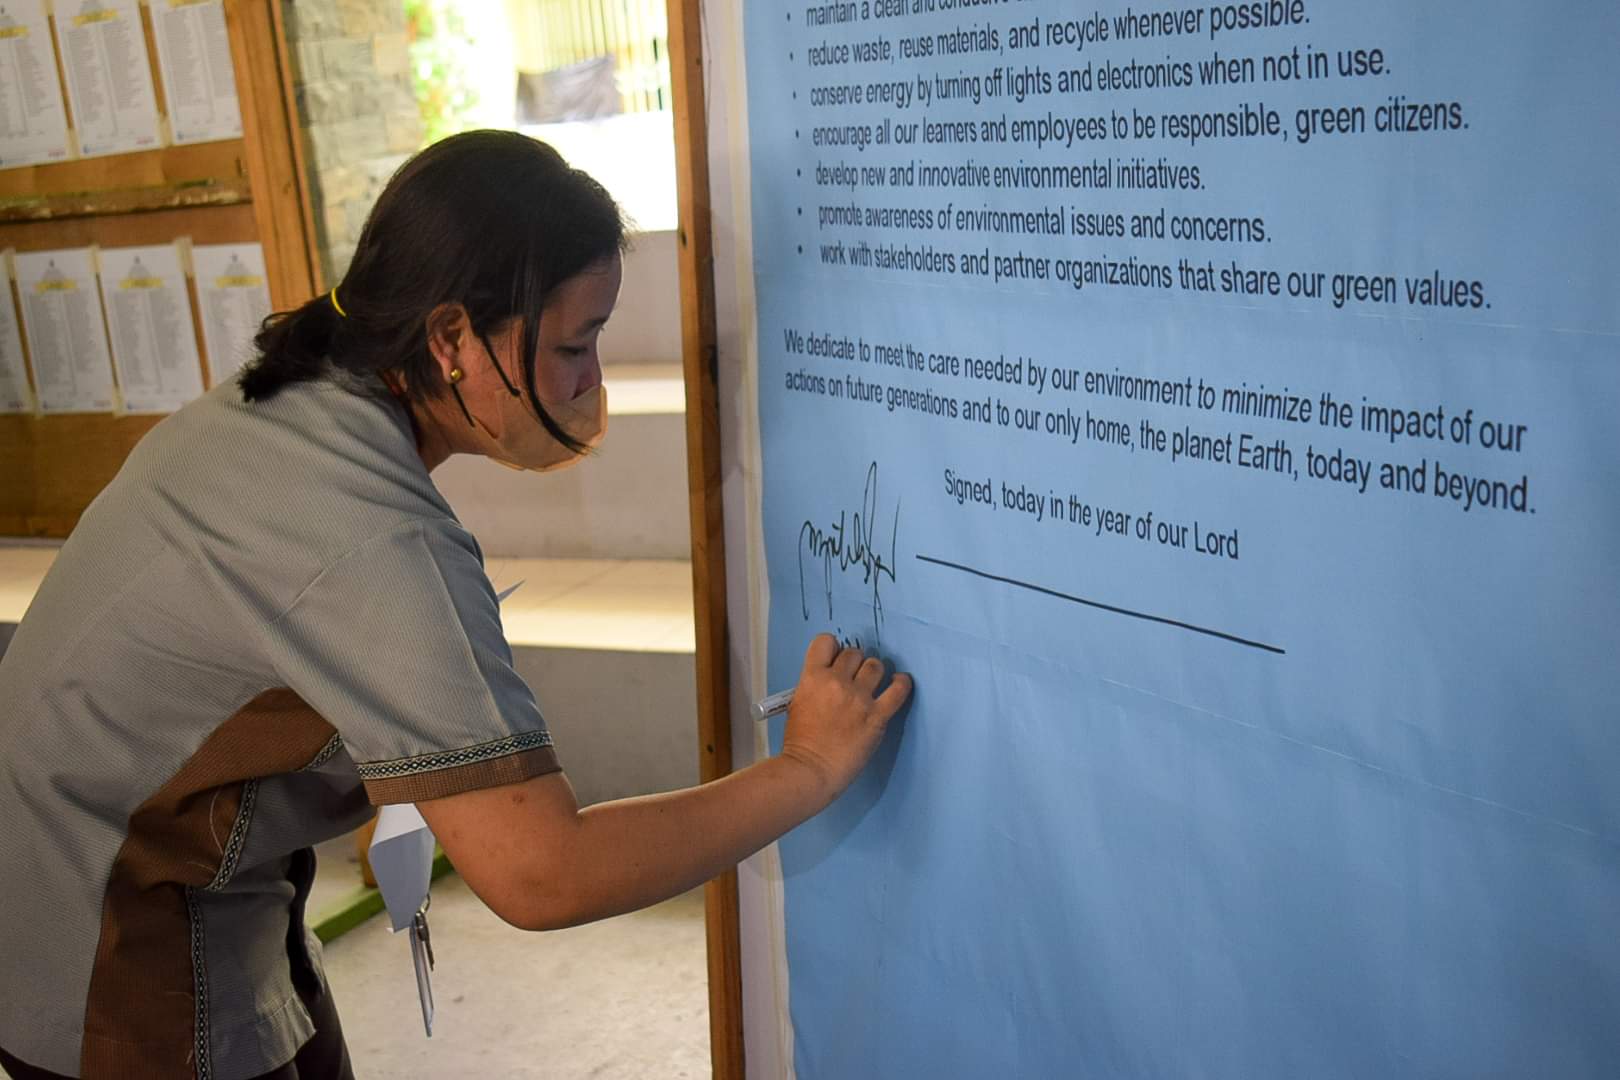 • maintain a clean and
• reduce waste, reuse materials, and recycle whenever possible.
• conserve energy by turning off lights and electronics when not in use.
• encourage all our learners and employees to be responsible, green citizens.
• develop new and innovative environmental initiatives.
• promote awareness of environmental issues and concerns.
• work with stakeholders and partner organizations that share our green values.
We dedicate to meet the care needed by our environment to minimize the impact of our
actions on future generations and to our only home, the planet Earth, today and beyond.
Signed, today in the year of our Lord